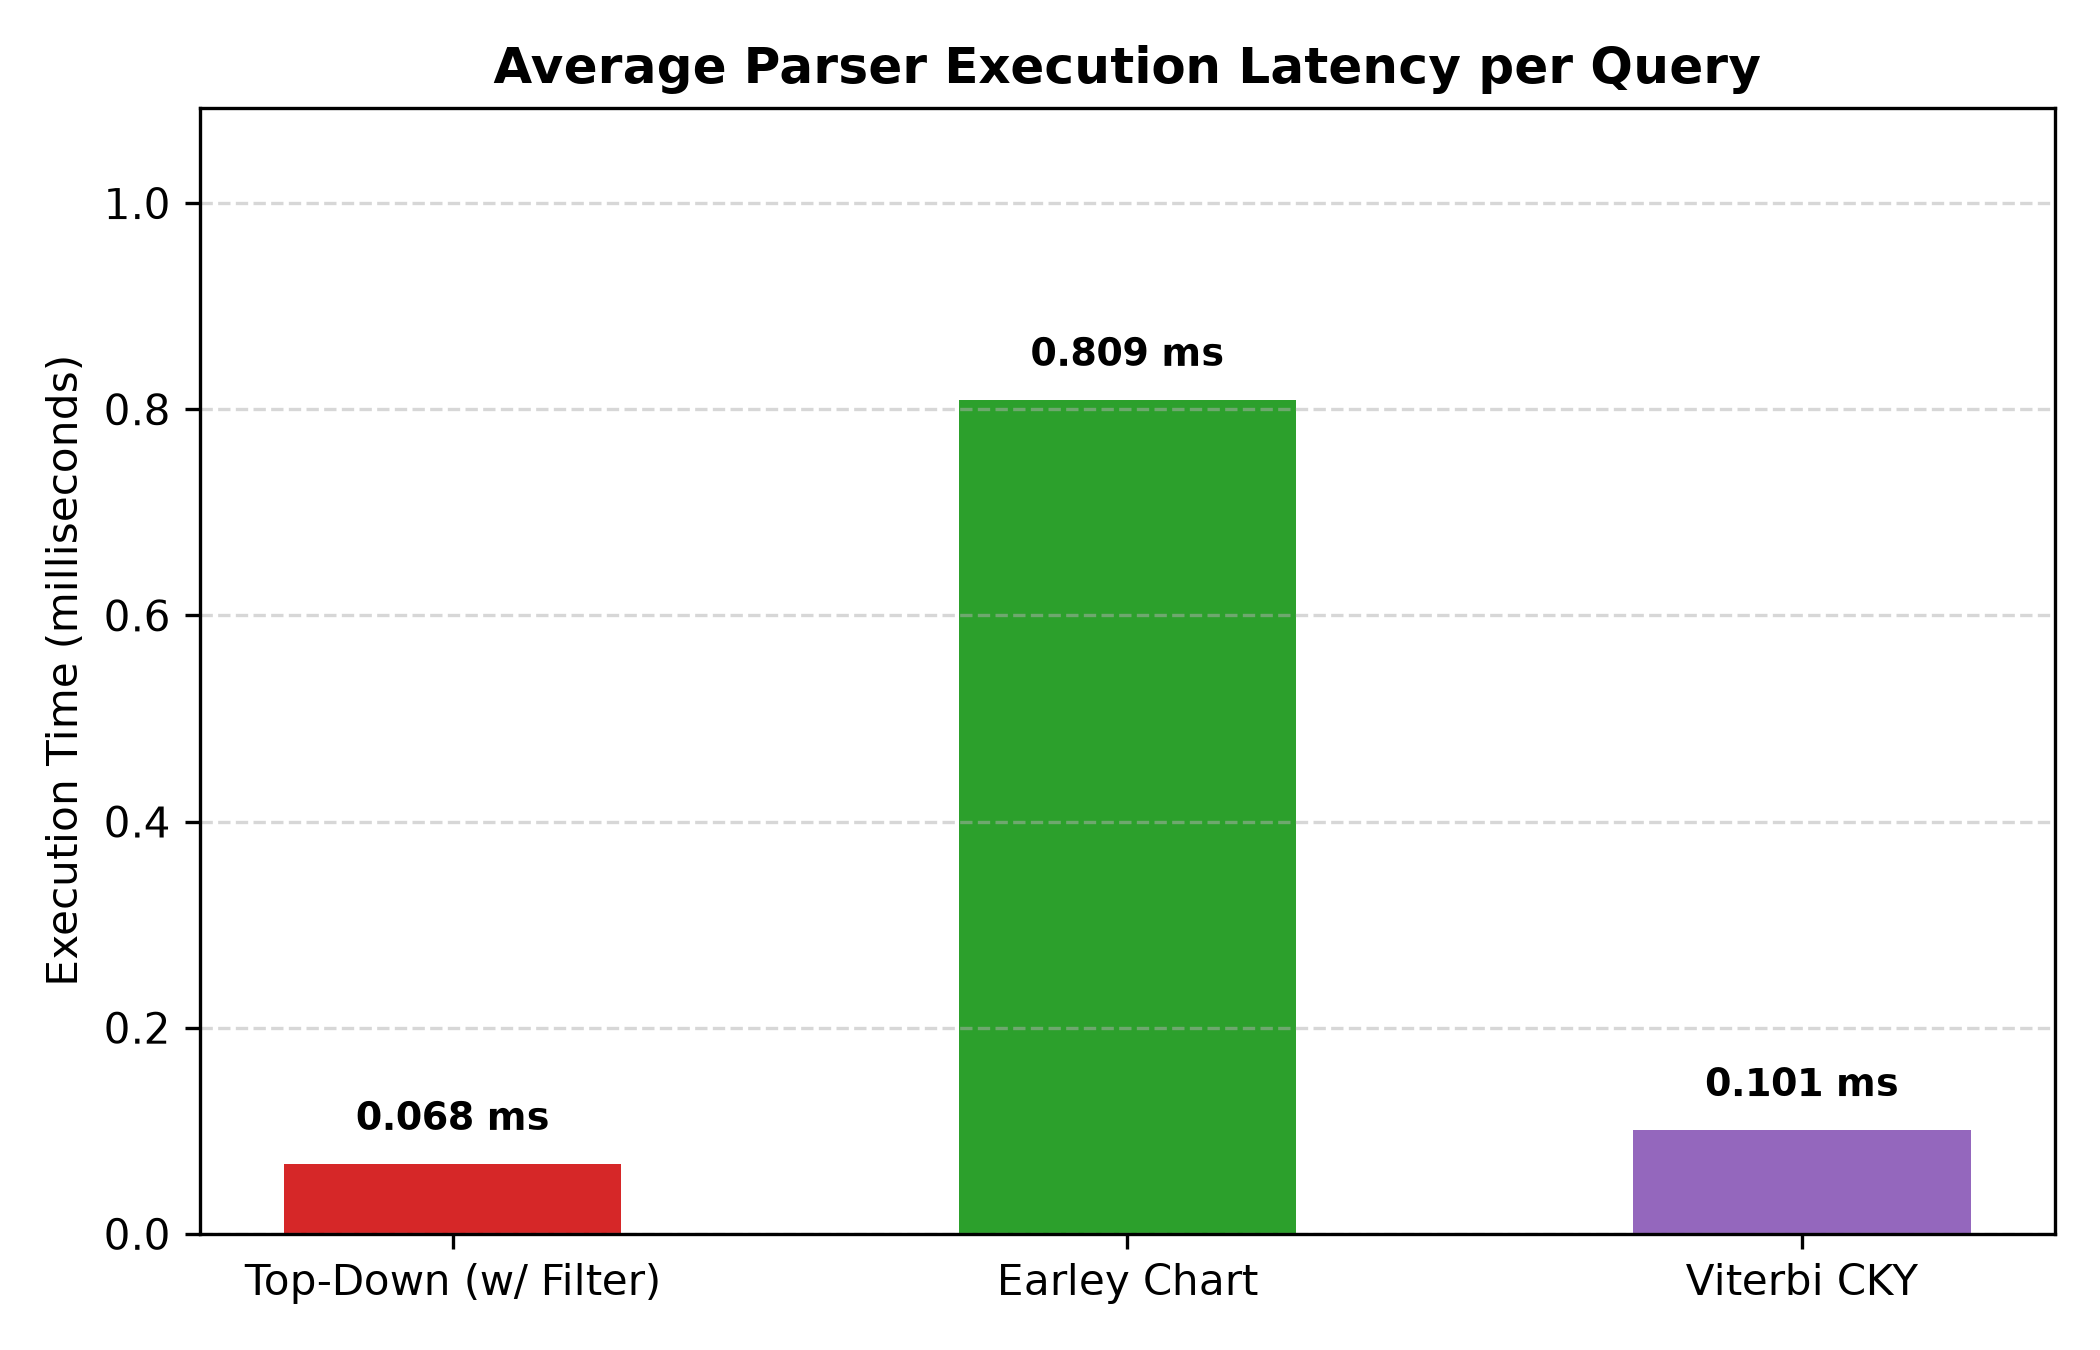 Average Parser Execution Latency per Query
Execution Time (milliseconds)
1.0
0.8
0.6
0.4
0.2
0.0
0.068 ms
0.809 ms
0.101 ms
Top-Down (w/ Filter)
Earley Chart
Viterbi CKY